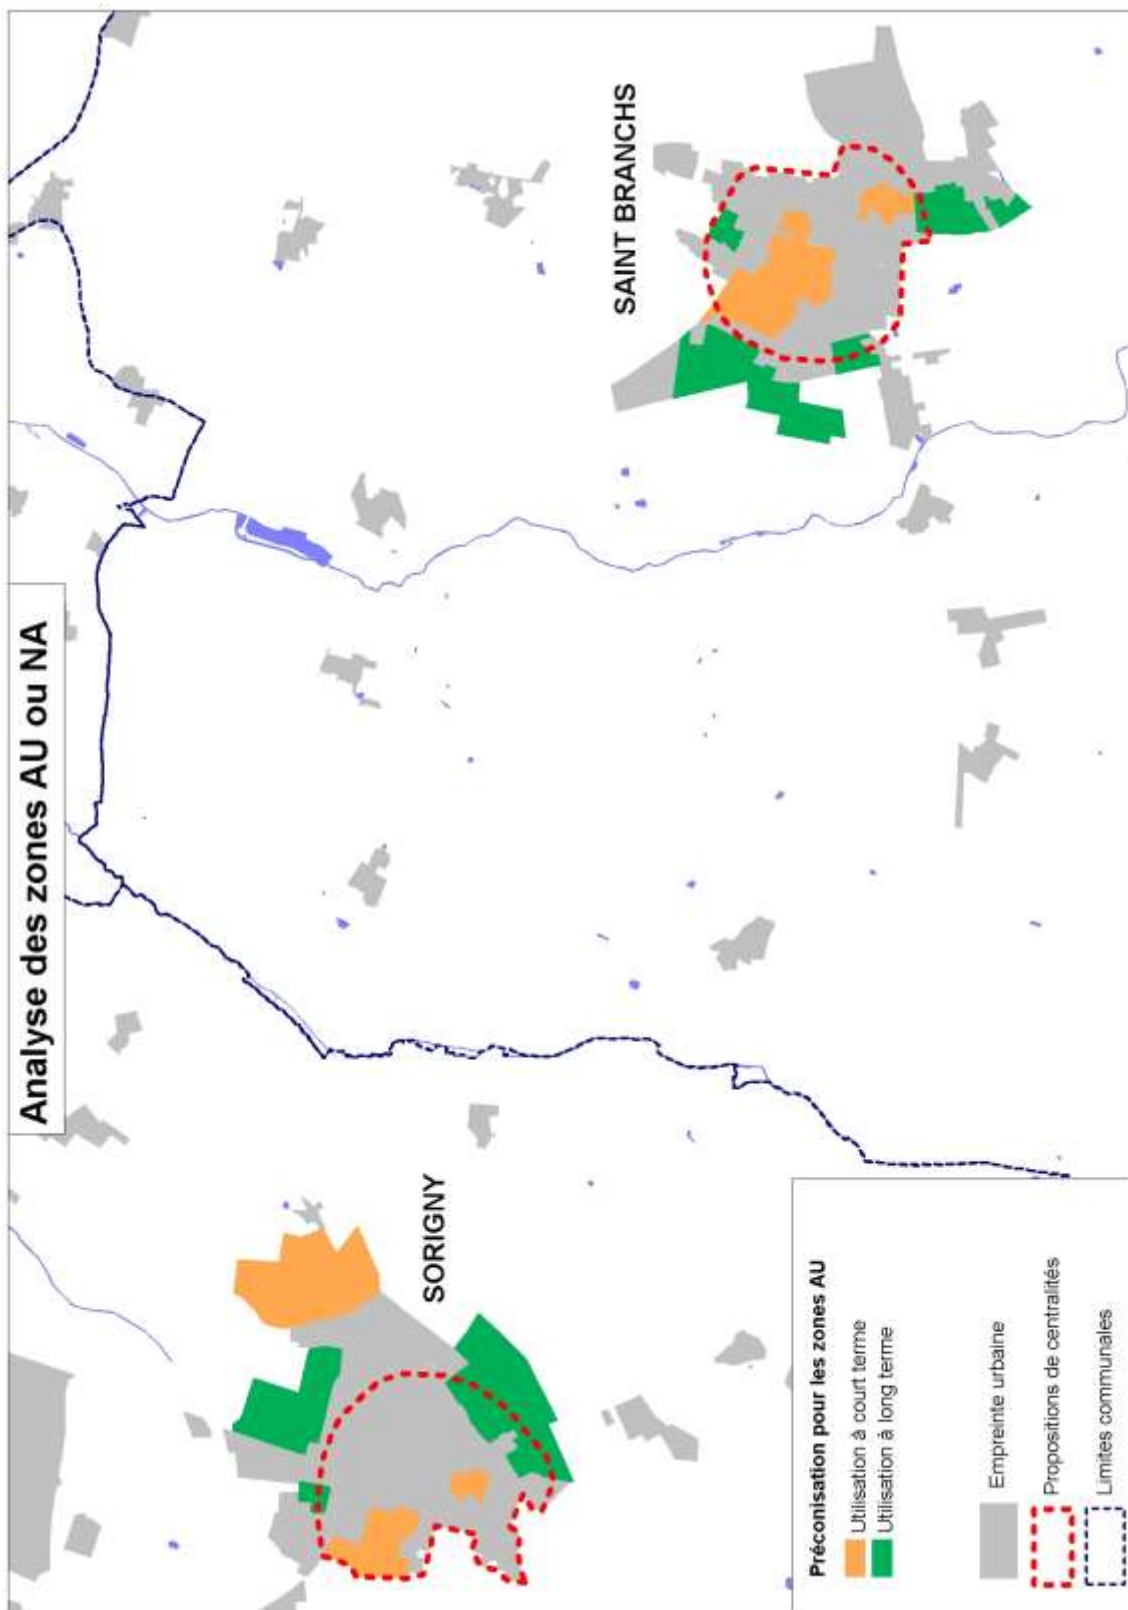 Analyse des zones AU ou NA
SAINT BRANCHS
SORIGNY
Préconisation pour les zones AU
Utilisation à court terme
Utilisation à long terme
Empreinte urbaine
Propositions de centralités
Limites communales